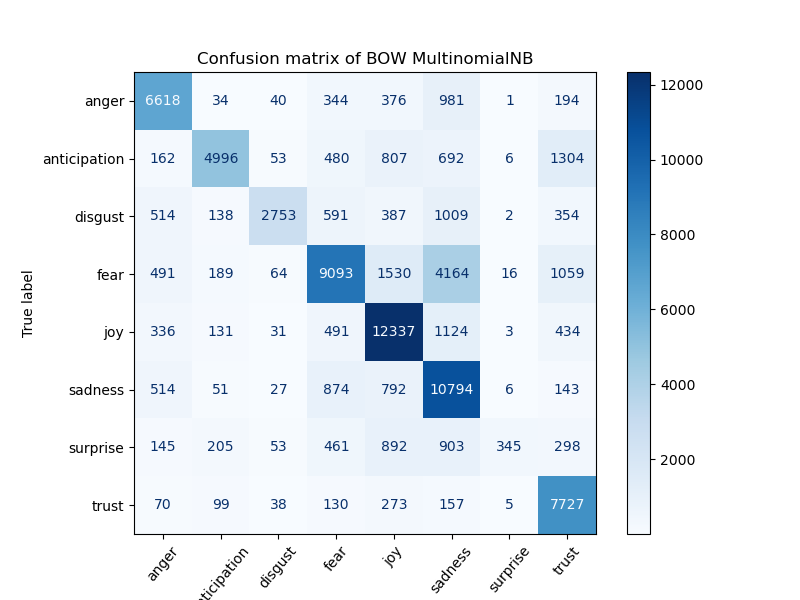 Confusion matrix of BOW MultinomialNB
True label
anger 6618 34 40 344 376 981 1 194
anticipation 162 4996 53 480 807 692 6 1304
disgust 514 138 2753 591 387 1009 2 354
fear 491 189 64 9093 1530 4164 16 1059
joy 336 131 31 491 12337 1124 3 434
sadness 514 51 27 874 792 10794 6 143
surprise 145 205 53 461 892 903 345 298
trust 70 99 38 130 273 157 5 7727
anger ticipation disgust fear joy sadness surprise trust
12000
10000
8000
6000
4000
2000